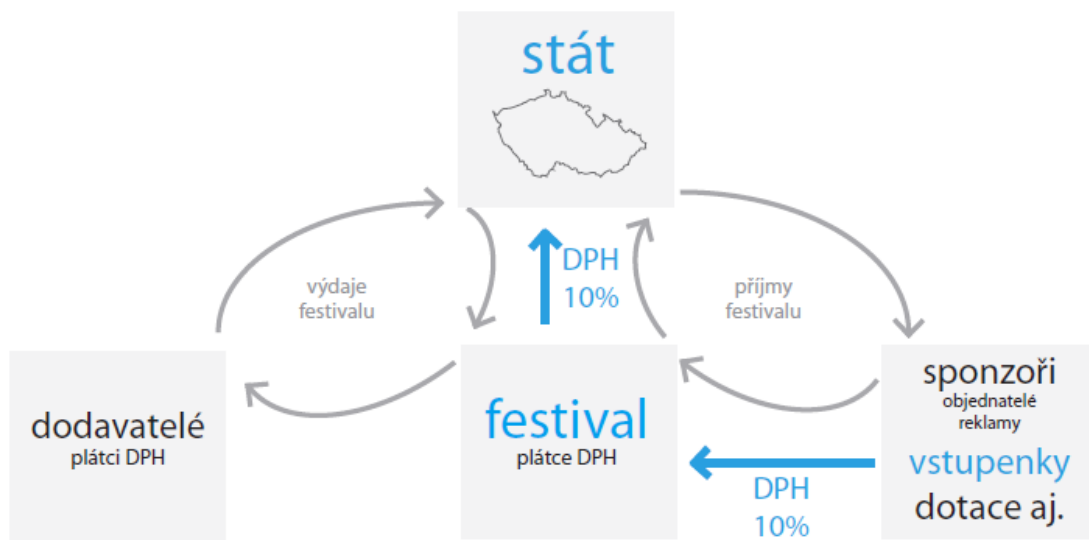 stát
DPH
10%
výdaje
festivalu
příjmy
festivalu
dodavatelé
plátci DPH
festival
plátce DPH
sponzoři
objednatelé
reklamy
vstupenky
dotace aj.
DPH
10%